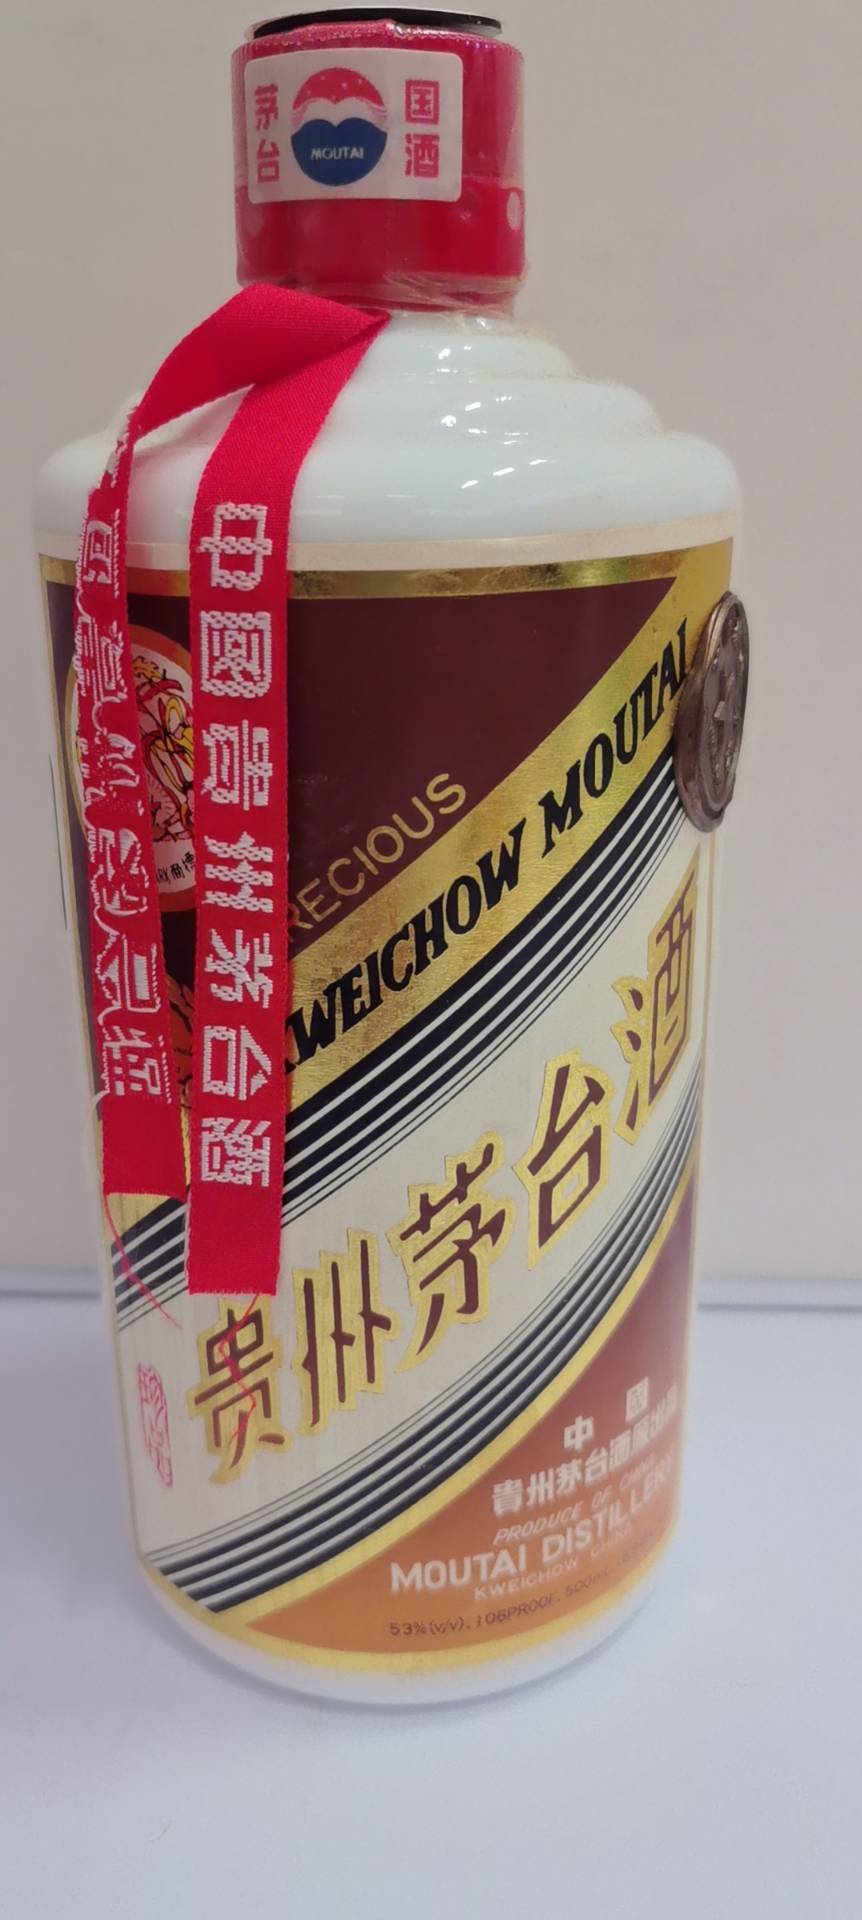 茅台
MOUTAI
国酒
中國貴州茅台酒
RECIOUS
KWEICHOW MOUTAI
贵州茅台酒
中國
貴州茅台酒厰出品
PRODUCE OF CHINA
MOUTAI DISTILLERY
KWEICHOW CHINA
53%(v/v). 106PROOF. 500mL